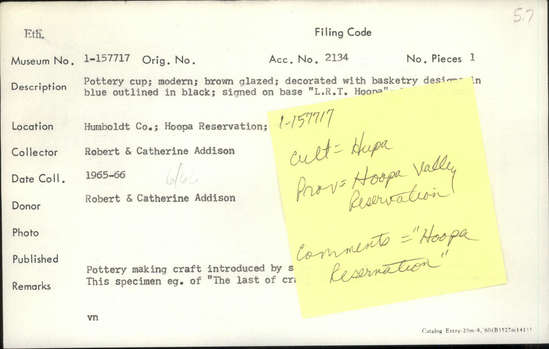 5.7
Eth.
Filing Code
Museum No. 1-157717 Orig. No. Acc. No. 2134 No. Pieces 1
Description Pottery cup; modern; brown glazed; decorated with basketry design in
blue outlined in black; signed on base "L.R.T. Hoopa";
Location Humboldt Co.; Hoopa Reservation;
Collector Robert & Catherine Addison
Date Coll. 1965-66
Donor Robert & Catherine Addison
Photo
Published
Pottery making craft introduced by
Remarks This specimen eg. of "The last of
vn
1-157717
Cult = Hupa
Prov = Hoopa Valley
Reservation
Comments = "Hoopa
Reservation"